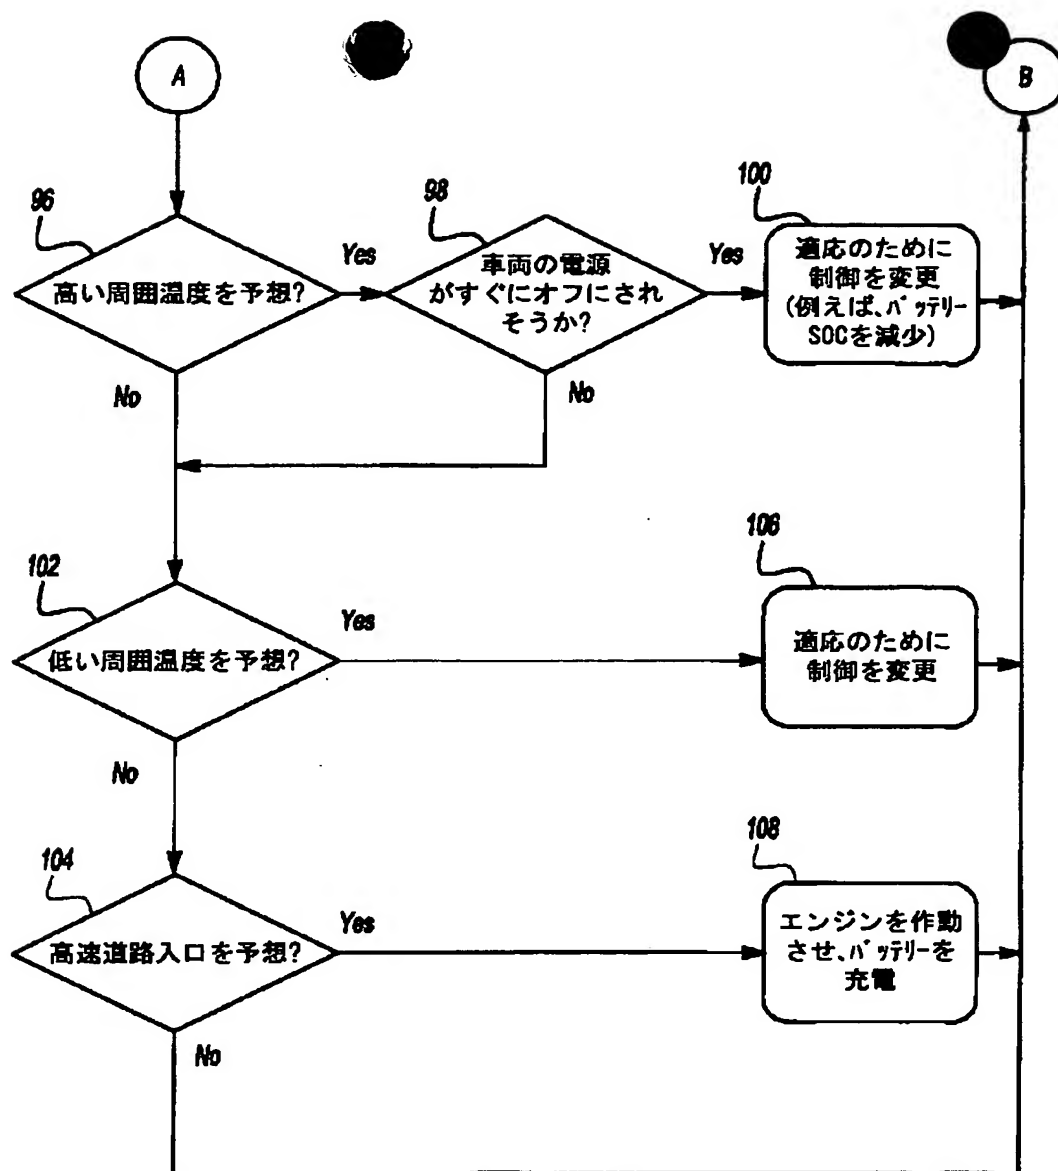 A
B
96
高い周囲温度を予想?
Yes
No
98
車両の電源
がすぐにオフにされ
そうか?
Yes
No
100
適応のために
制御を変更
(例えば、バッテリー
SOCを減少)
102
低い周囲温度を予想?
Yes
No
106
適応のために
制御を変更
104
高速道路入口を予想?
Yes
No
108
エンジンを作動
させ、バッテリーを
充電